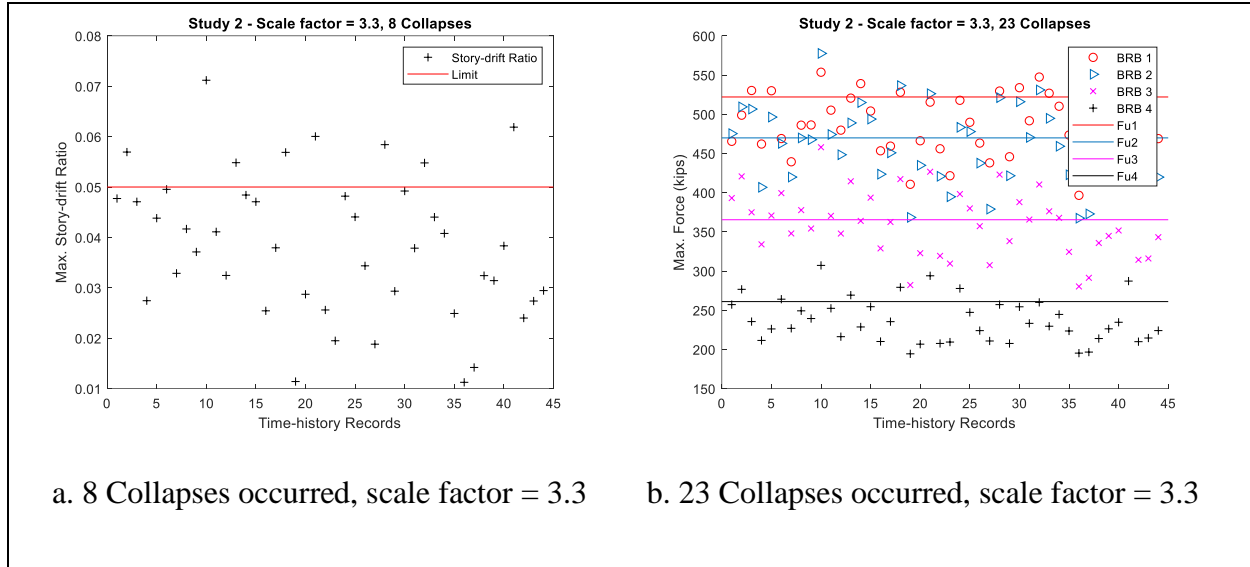 Study 2 - Scale factor = 3.3, 8 Collapses
0.08
0.07
0.06
0.05
0.04
0.03
0.02
0.01
Max. Story-drift Ratio
0 5 10 15 20 25 30 35 40 45
Time-history Records
Story-drift Ratio
Limit
Study 2 - Scale factor = 3.3, 23 Collapses
600
550
500
450
400
350
300
250
200
150
Max. Force (kips)
0 5 10 15 20 25 30 35 40 45
Time-history Records
BRB 1
BRB 2
BRB 3
BRB 4
Fu1
Fu2
Fu3
Fu4
a. 8 Collapses occurred, scale factor = 3.3
b. 23 Collapses occurred, scale factor = 3.3